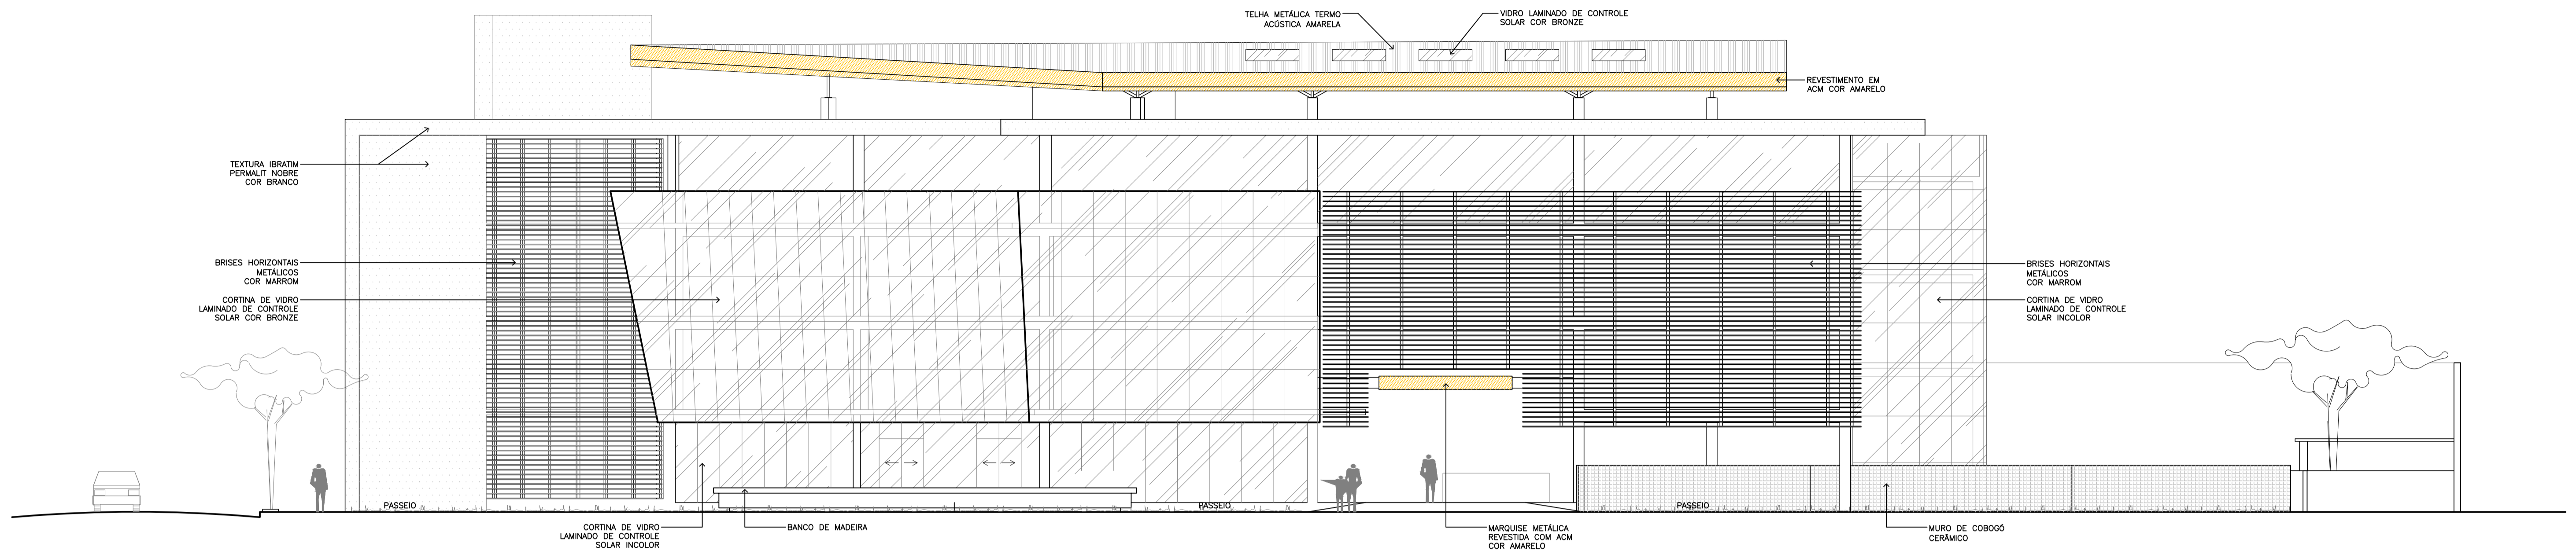 TELHA METÁLICA TERMO
ACÚSTICA AMARELA
VIDRO LAMINADO DE CONTROLE
SOLAR COR BRONZE
REVESTIMENTO EM
ACM COR AMARELO
TEXTURA IBRATIM
PERMALIT NOBRE
COR BRANCO
BRISES HORIZONTAIS
METÁLICOS
COR MARROM
CORTINA DE VIDRO
LAMINADO DE CONTROLE
SOLAR COR BRONZE
BRISES HORIZONTAIS
METÁLICOS
COR MARROM
CORTINA DE VIDRO
LAMINADO DE CONTROLE
SOLAR INCOLOR
PASSEIO
PASSEIO
PASSEIO
CORTINA DE VIDRO
LAMINADO DE CONTROLE
SOLAR INCOLOR
BANCO DE MADEIRA
MARQUISE METÁLICA
REVESTIDA COM ACM
COR AMARELO
MURO DE COBOGÓ
CERÂMICO